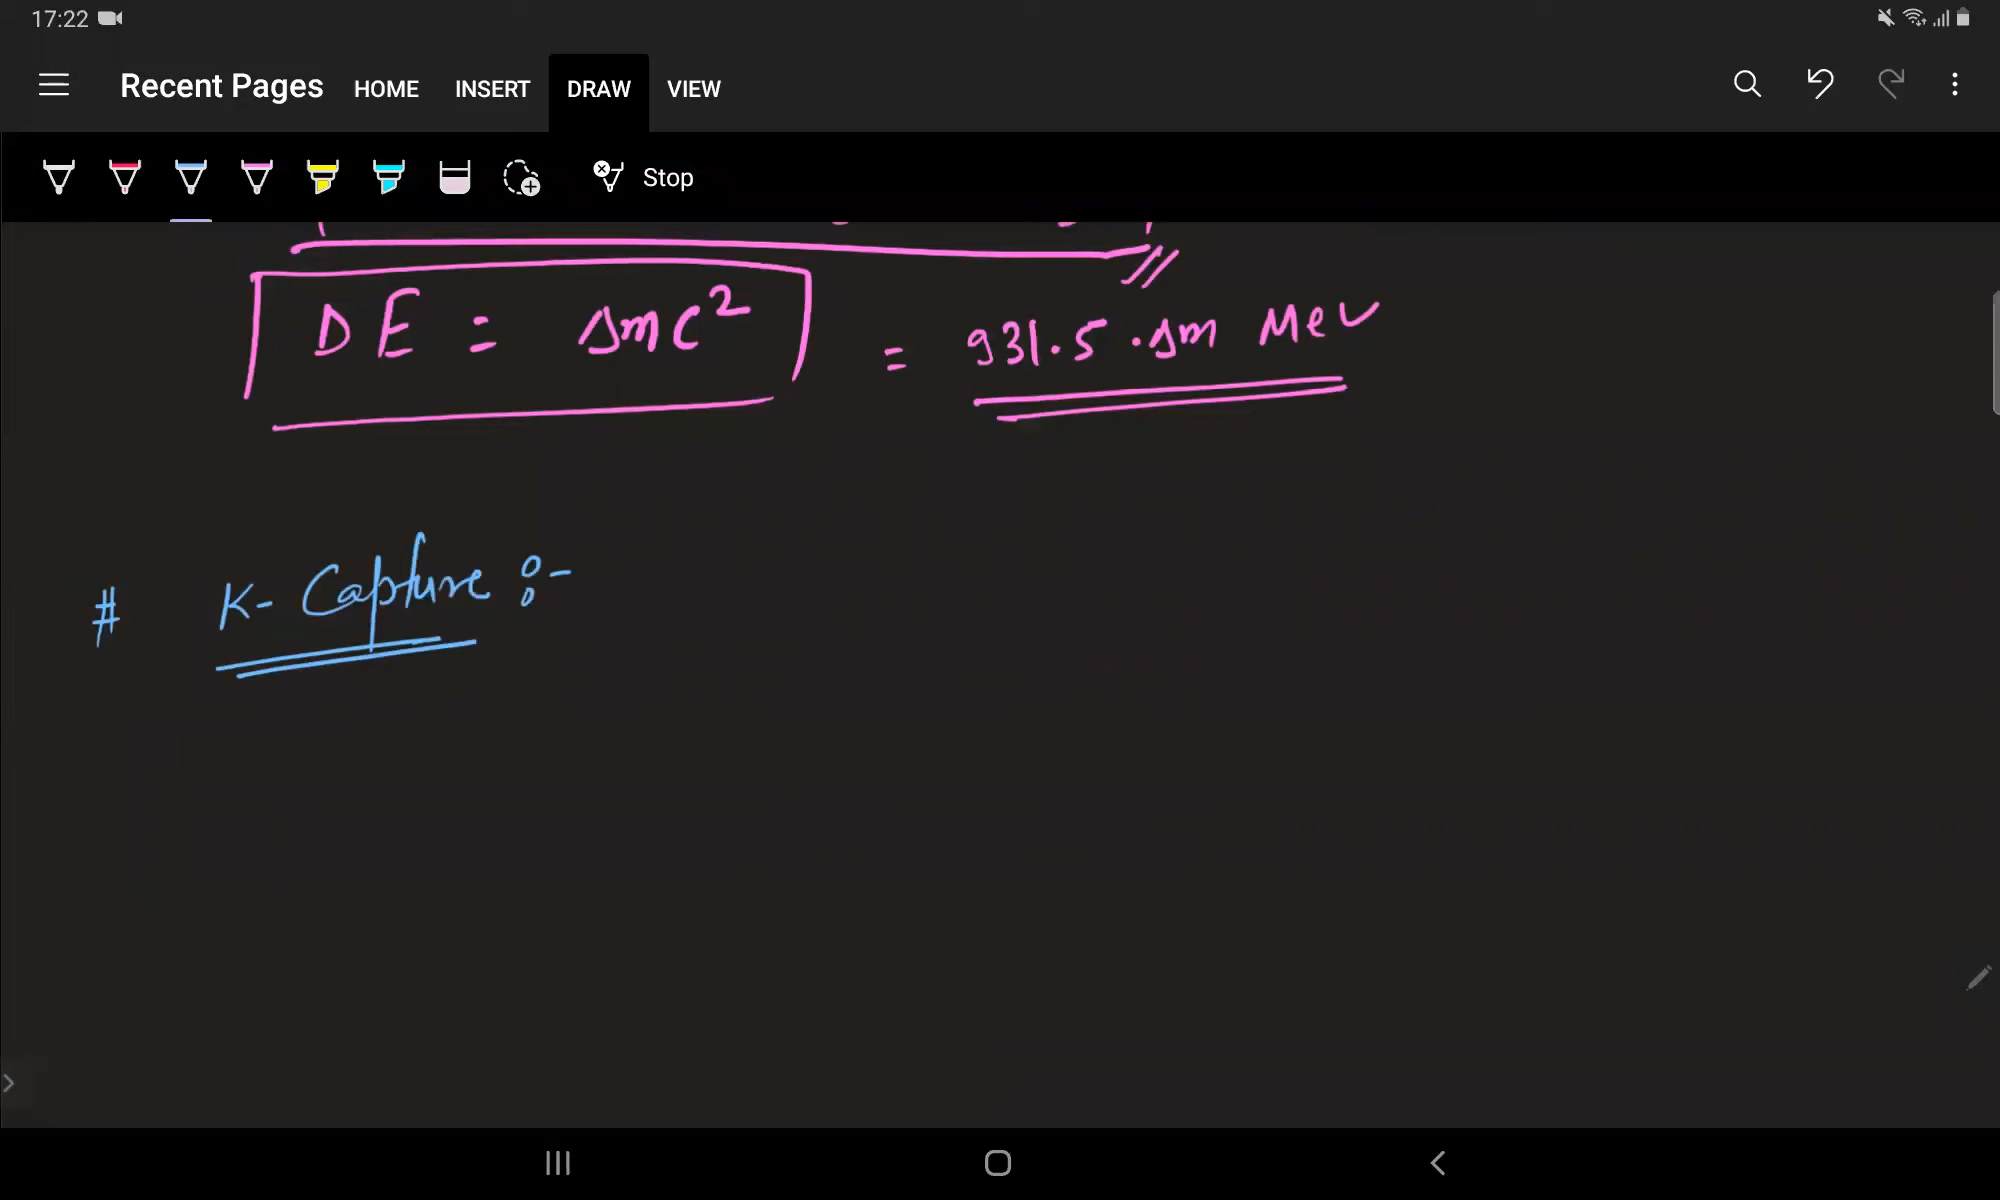 17:22
Recent Pages HOME INSERT DRAW VIEW
Stop
DE = Δmc² = 931.5 · Δm MeV
# K- Capture :-